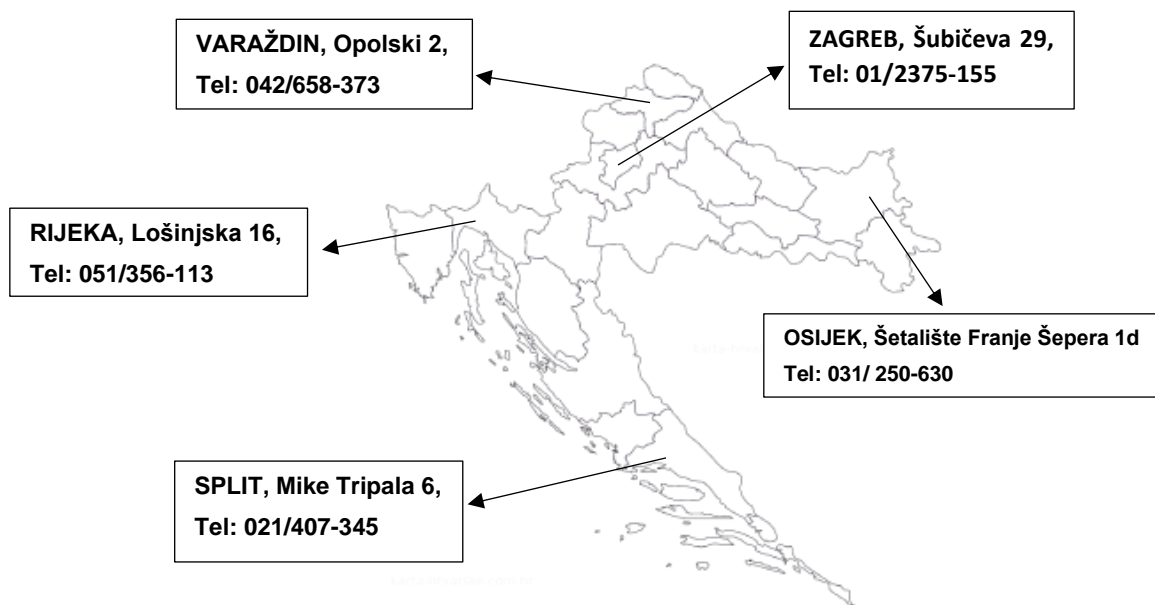 VARAŽDIN, Opolski 2,
Tel: 042/658-373
ZAGREB, Šubičeva 29,
Tel: 01/2375-155
RIJEKA, Lošinjska 16,
Tel: 051/356-113
OSIJEK, Šetalište Franje Šepera 1d
Tel: 031/ 250-630
SPLIT, Mike Tripala 6,
Tel: 021/407-345